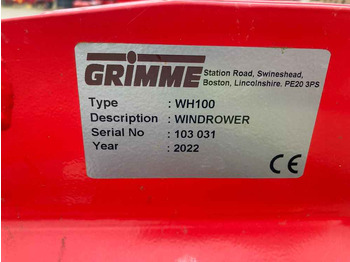 GRIMME
Station Road, Swineshead,
Boston, Lincolnshire. PE20 3PS
Type : WH100
Description : WINDROWER
Serial No : 103 031
Year : 2022
CE